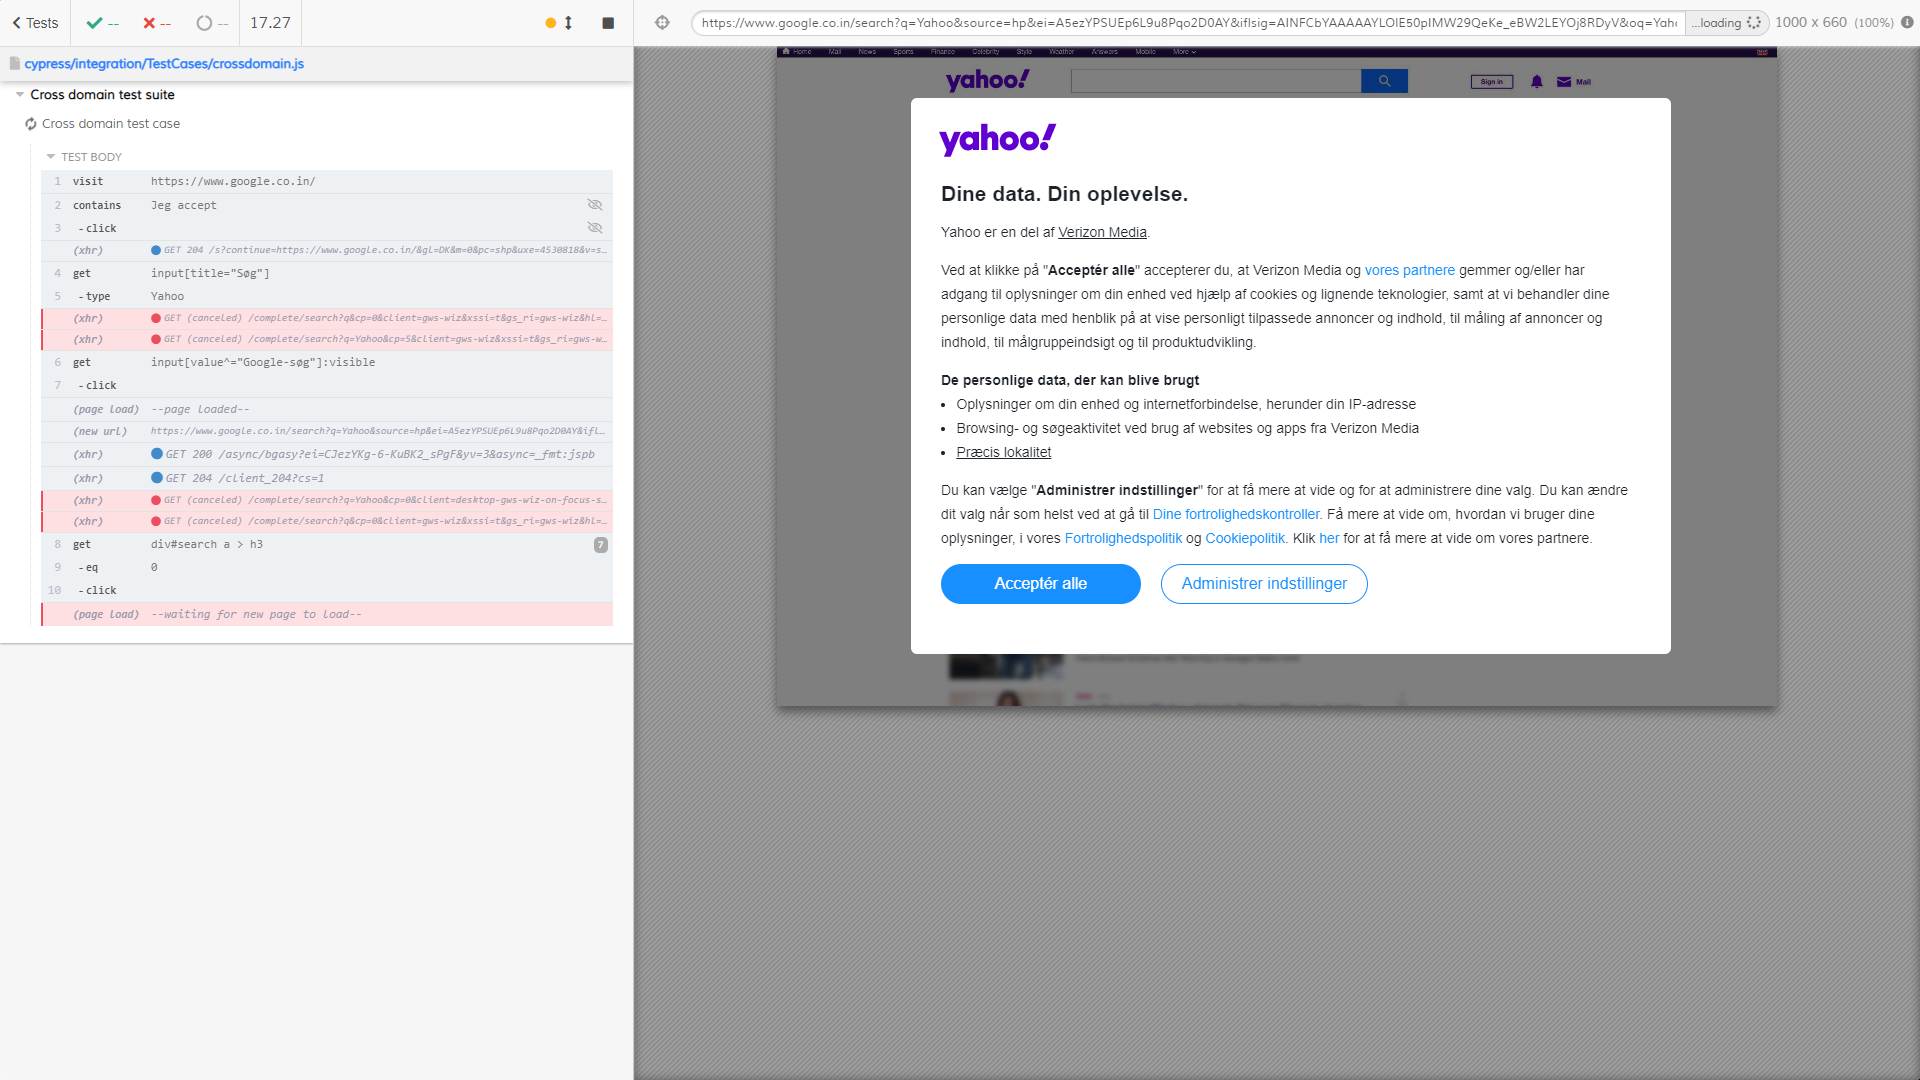 Tests
--
--
--
17.27
https://www.google.co.in/search?q=Yahoo&source=hp&ei=A5ezYPSUEp6L9u8Pqo2D0AY&iflsig=AINFCbYAAAAAYLOlE50pIMW29QeKe_eBW2LEYOj8RDyV&oq=Yaho
...loading
1000 x 660 (100%)
cypress/integration/TestCases/crossdomain.js
Cross domain test suite
Cross domain test case
TEST BODY
1 visit https://www.google.co.in/
2 contains Jeg accept
3 - click
(xhr) GET 204 /s?continue=https://www.google.co.in/&gl=DK&m=0&pc=shp&uxe=4530818&v=s...
4 get input[title="Søg"]
5 - type Yahoo
(xhr) GET (canceled) /complete/search?q&cp=0&client=gws-wiz&xssi=t&gs_ri=gws-wiz&hl=...
(xhr) GET (canceled) /complete/search?q=Yahoo&cp=5&client=gws-wiz&xssi=t&gs_ri=gws-w...
6 get input[value^="Google-søg"]:visible
7 - click
(page load) --page loaded--
(new url) https://www.google.co.in/search?q=Yahoo&source=hp&ei=A5ezYPSUEp6L9u8Pqo2D0AY&ifl...
(xhr) GET 200 /async/bgasy?ei=CJezYKg-6-KuBK2_sPgF&yv=3&async=_fmt:jspb
(xhr) GET 204 /client_204?cs=1
(xhr) GET (canceled) /complete/search?q=Yahoo&cp=0&client=desktop-gws-wiz-on-focus-s...
(xhr) GET (canceled) /complete/search?q&cp=0&client=gws-wiz&xssi=t&gs_ri=gws-wiz&hl=...
8 get div#search a > h3 7
9 - eq 0
10 - click
(page load) --waiting for new page to load--
Home Mail News Sports Finance Celebrity Style Weather Answers Mobile More
yahoo!
Sign in
Mail
yahoo!
Dine data. Din oplevelse.
Yahoo er en del af Verizon Media.
Ved at klikke på "Acceptér alle" accepterer du, at Verizon Media og vores partnere gemmer og/eller har
adgang til oplysninger om din enhed ved hjælp af cookies og lignende teknologier, samt at vi behandler dine
personlige data med henblik på at vise personligt tilpassede annoncer og indhold, til måling af annoncer og
indhold, til målgruppeindsigt og til produktudvikling.
De personlige data, der kan blive brugt
• Oplysninger om din enhed og internetforbindelse, herunder din IP-adresse
• Browsing- og søgeaktivitet ved brug af websites og apps fra Verizon Media
• Præcis lokalitet
Du kan vælge "Administrer indstillinger" for at få mere at vide og for at administrere dine valg. Du kan ændre
dit valg når som helst ved at gå til Dine fortrolighedskontroller. Få mere at vide om, hvordan vi bruger dine
oplysninger, i vores Fortrolighedspolitik og Cookiepolitik. Klik her for at få mere at vide om vores partnere.
Acceptér alle
Administrer indstillinger